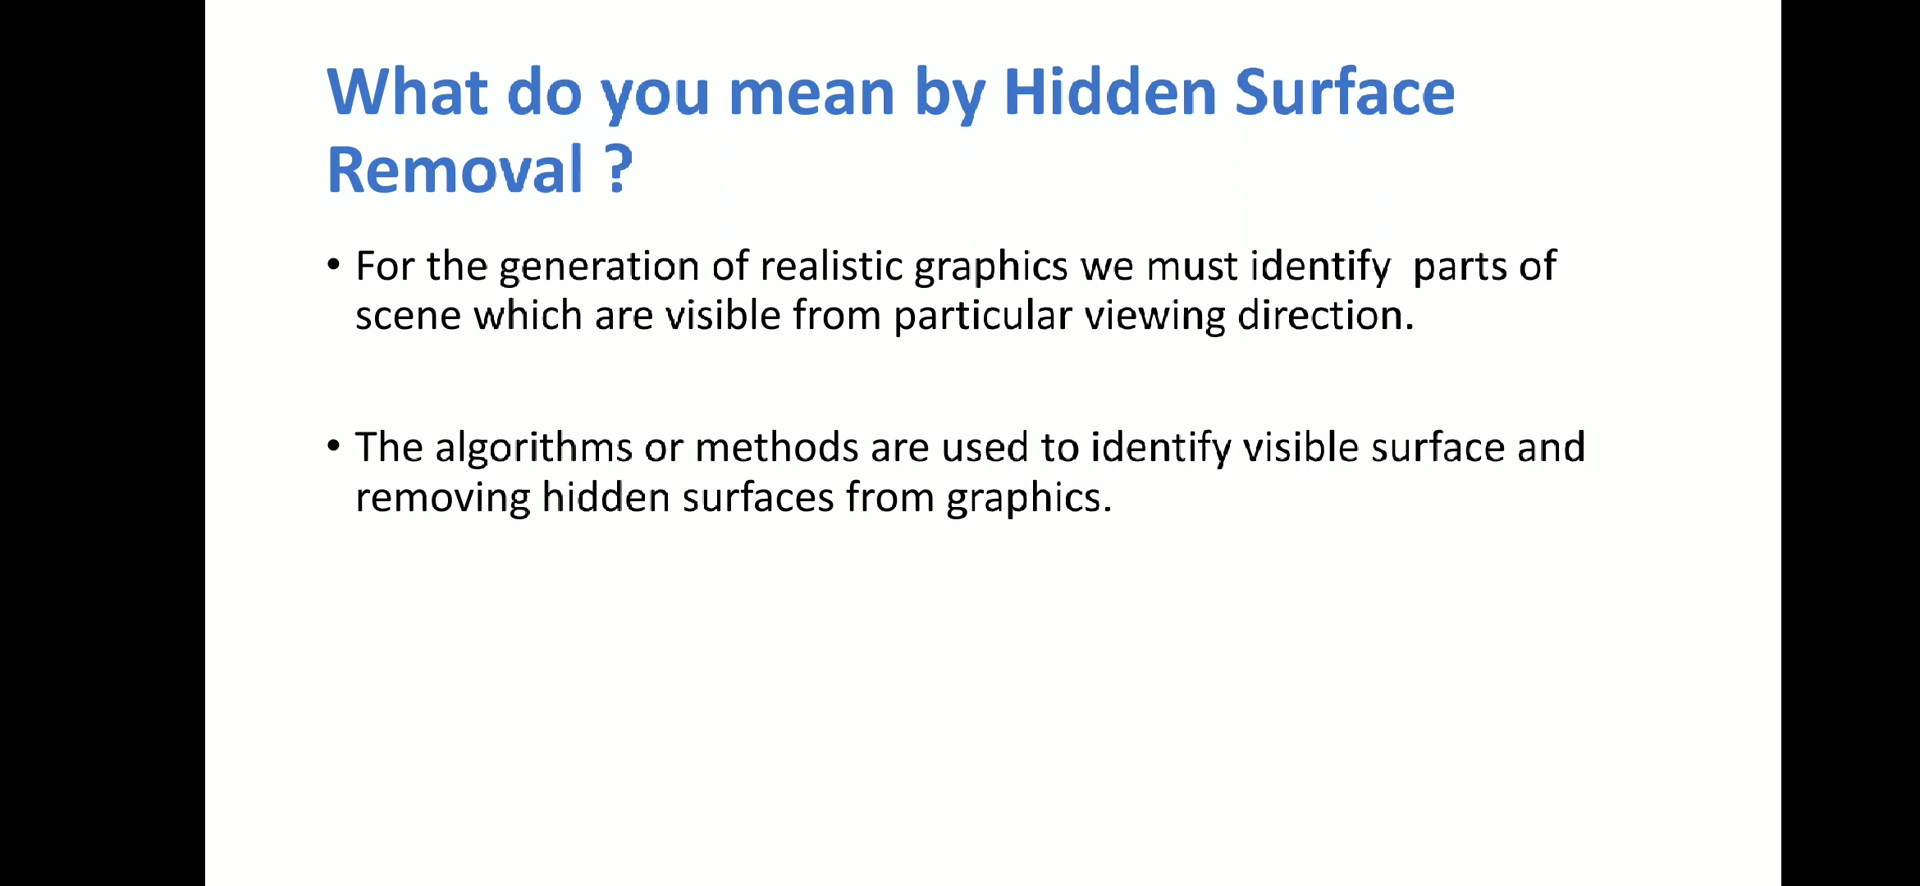 What do you mean by Hidden Surface
Removal ?
• For the generation of realistic graphics we must identify  parts of
scene which are visible from particular viewing direction.
• The algorithms or methods are used to identify visible surface and
removing hidden surfaces from graphics.